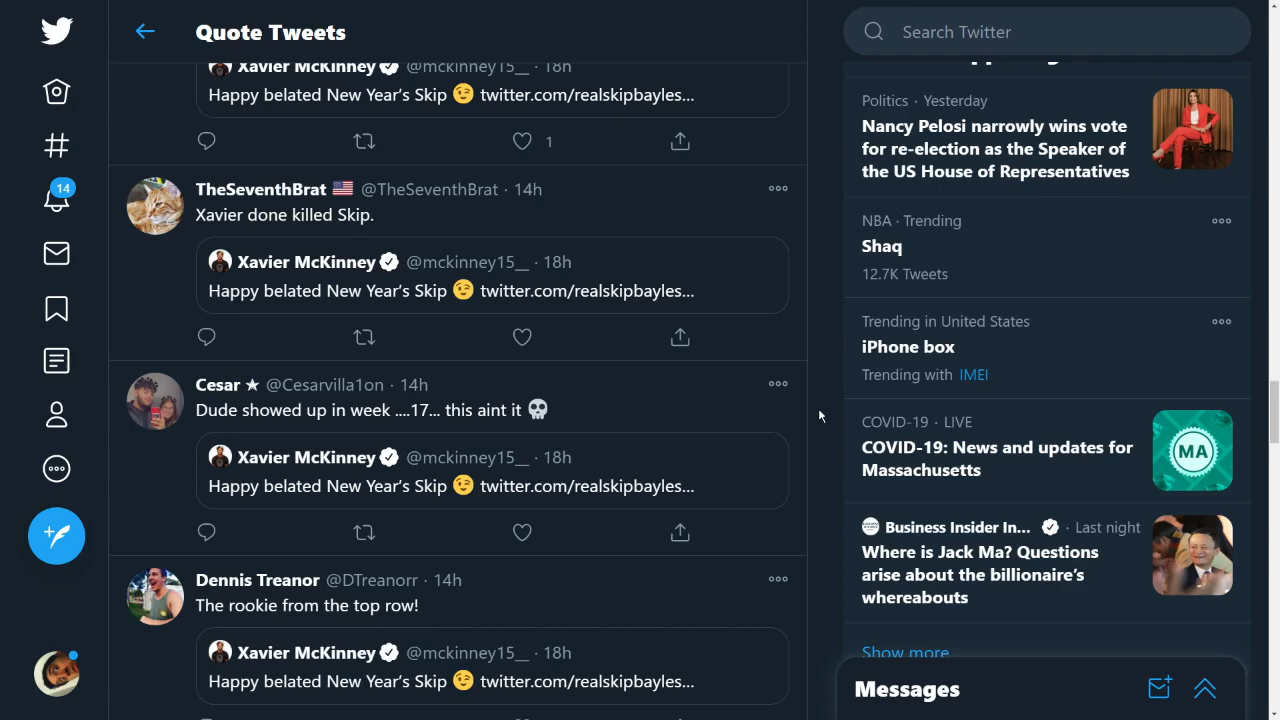 Quote Tweets
Xavier McKinney @mckinney15__ · 18h
Happy belated New Year's Skip 😉 twitter.com/realskipbayles...
1
TheSeventhBrat 🇺🇸 @TheSeventhBrat · 14h
Xavier done killed Skip.
Xavier McKinney @mckinney15__ · 18h
Happy belated New Year's Skip 😉 twitter.com/realskipbayles...
Cesar ★ @Cesarvilla1on · 14h
Dude showed up in week ....17... this aint it 💀
Xavier McKinney @mckinney15__ · 18h
Happy belated New Year's Skip 😉 twitter.com/realskipbayles...
Dennis Treanor @DTreanorr · 14h
The rookie from the top row!
Xavier McKinney @mckinney15__ · 18h
Happy belated New Year's Skip 😉 twitter.com/realskipbayles...
14
Search Twitter
Politics · Yesterday
Nancy Pelosi narrowly wins vote
for re-election as the Speaker of
the US House of Representatives
NBA · Trending
Shaq
12.7K Tweets
Trending in United States
iPhone box
Trending with IMEI
COVID-19 · LIVE
COVID-19: News and updates for
Massachusetts
MA
Business Insider In... · Last night
Where is Jack Ma? Questions
arise about the billionaire's
whereabouts
Show more
Messages